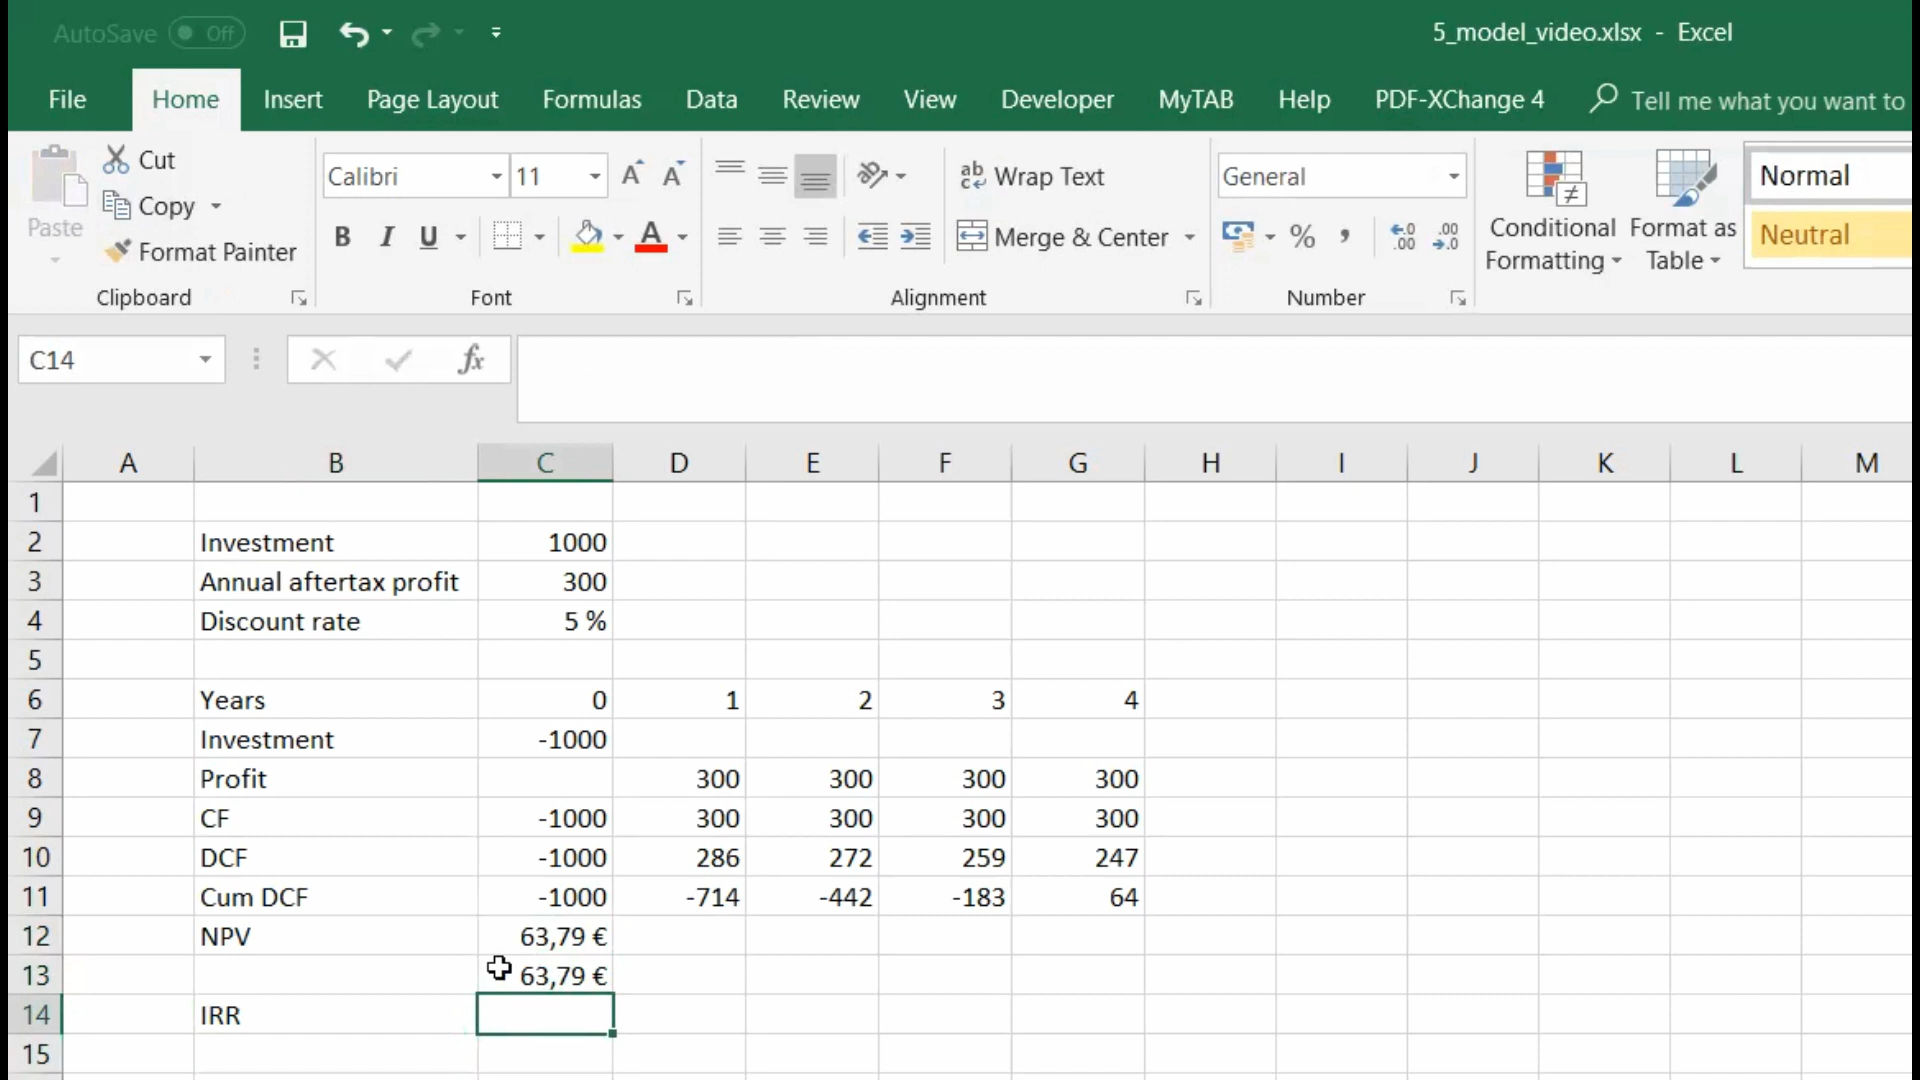 AutoSave Off
5_model_video.xlsx - Excel
File Home Insert Page Layout Formulas Data Review View Developer MyTAB Help PDF-XChange 4 Tell me what you want to
Paste
Cut
Copy
Format Painter
Clipboard
Calibri 11
B I U
Font
Wrap Text
Merge & Center
Alignment
General
%
Number
Conditional Formatting
Format as Table
Normal
Neutral
C14
fx
A B C D E F G H I J K L M
1
2 Investment 1000
3 Annual aftertax profit 300
4 Discount rate 5 %
5
6 Years 0 1 2 3 4
7 Investment -1000
8 Profit 300 300 300 300
9 CF -1000 300 300 300 300
10 DCF -1000 286 272 259 247
11 Cum DCF -1000 -714 -442 -183 64
12 NPV 63,79 €
13 63,79 €
14 IRR
15